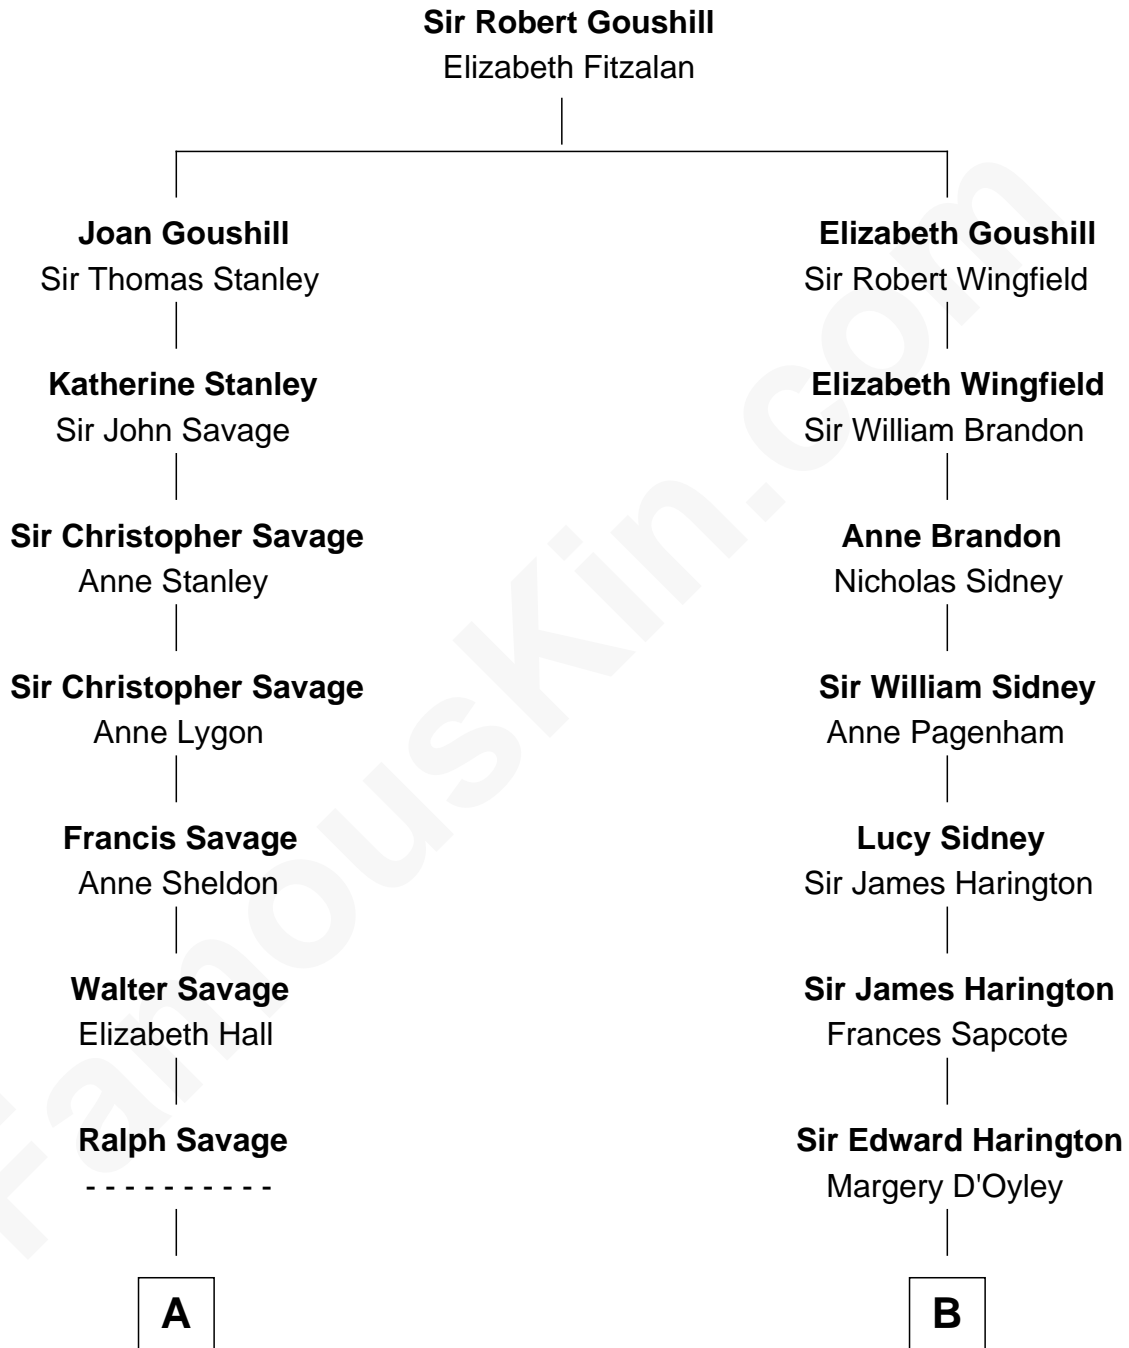 Sir Robert Goushill
Elizabeth Fitzalan
Joan Goushill
Sir Thomas Stanley
Elizabeth Goushill
Sir Robert Wingfield
Katherine Stanley
Sir John Savage
Elizabeth Wingfield
Sir William Brandon
Sir Christopher Savage
Anne Stanley
Anne Brandon
Nicholas Sidney
Sir Christopher Savage
Anne Lygon
Sir William Sidney
Anne Pagenham
Francis Savage
Anne Sheldon
Lucy Sidney
Sir James Harington
Walter Savage
Elizabeth Hall
Sir James Harington
Frances Sapcote
Ralph Savage
- - - - - - - - - -
Sir Edward Harington
Margery D'Oyley
A
B
FamousKin.com